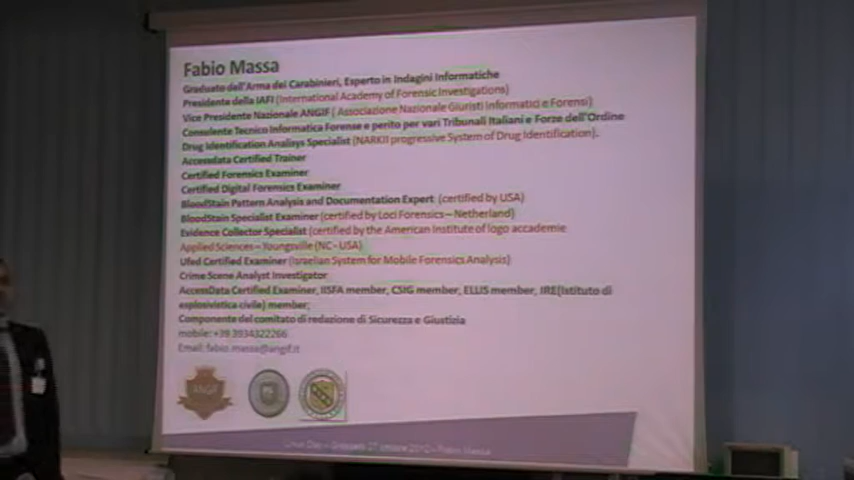 Fabio Massa
Graduato dell'Arma dei Carabinieri, Esperto in Indagini Informatiche
Presidente della IAFI (International Academy of Forensic Investigations)
Vice Presidente Nazionale ANGIF ( Associazione Nazionale Giuristi Informatici e Forensi)
Consulente Tecnico Informatica Forense e perito per vari Tribunali Italiani e Forze dell'Ordine
Drug Identification Analisys Specialist (NARKII progressive System of Drug Identification).
Accessdata Certified Trainer
Certified Forensics Examiner
Certified Digital Forensics Examiner
BloodStain Pattern Analysis and Documentation Expert (certified by USA)
BloodStain Specialist Examiner (certified by Loci Forensics – Netherland)
Evidence Collector Specialist (certified by the American Institute of logo accademie
Applied Sciences – Youngsville (NC - USA)
Ufed Certified Examiner (Israelian System for Mobile Forensics Analysis)
Crime Scene Analyst Investigator
AccessData Certified Examiner, IISFA member, CSIG member, ELLIS member, IRE(Istituto di
esplosivistica civile) member;
Componente del comitato di redazione di Sicurezza e Giustizia
mobile: +39 3934322266
Email: fabio.massa@angif.it
ANGIF
Linux Day – 27 ottobre – Fabio Massa